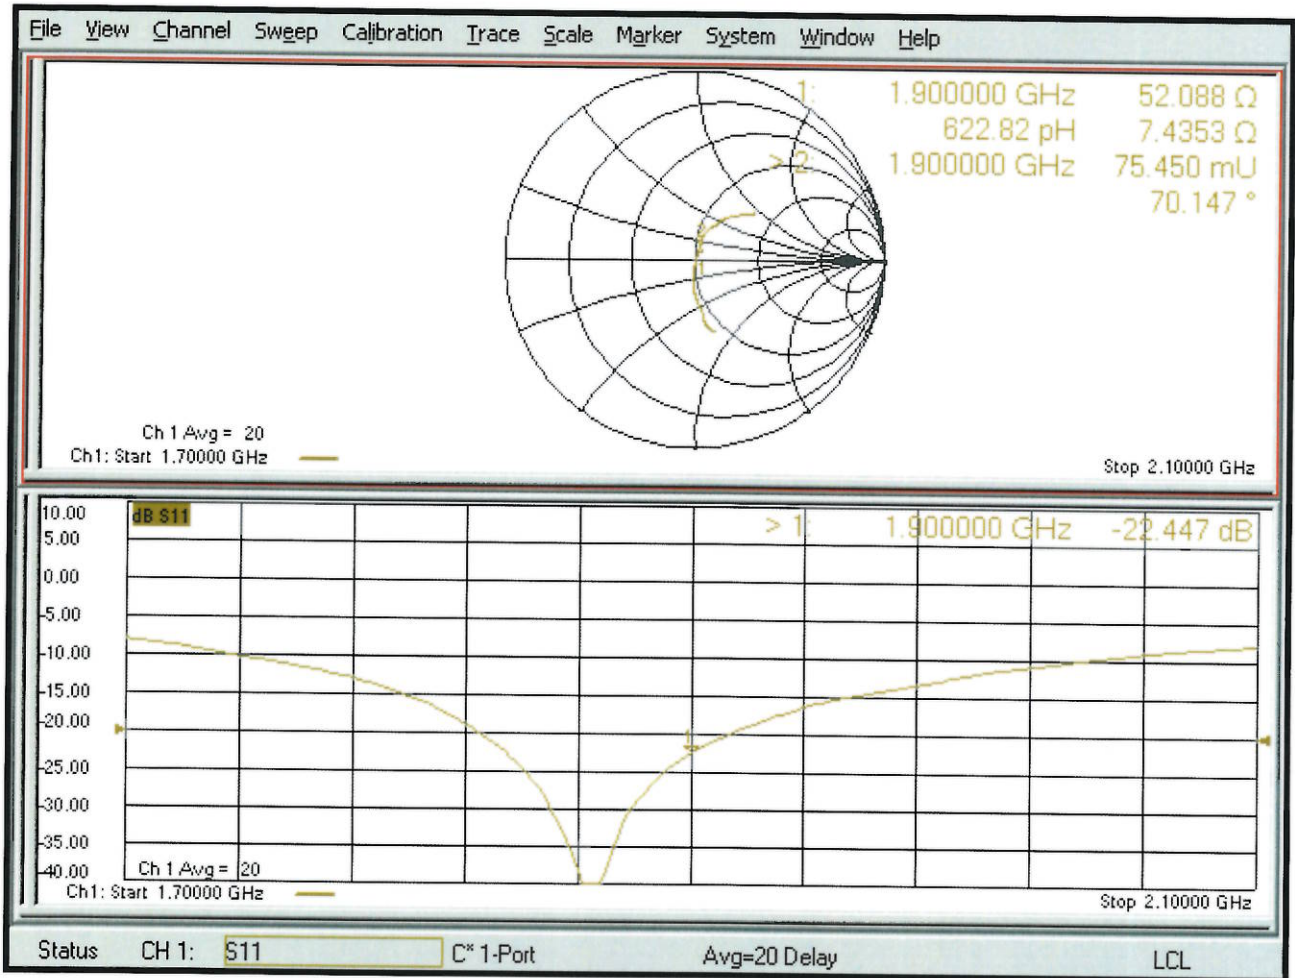 File View Channel Sweep Calibration Trace Scale Marker System Window Help
1: 1.900000 GHz 52.088 Ω
622.82 pH 7.4353 Ω
> 2: 1.900000 GHz 75.450 mU
70.147 °
Ch 1 Avg = 20
Ch1: Start 1.70000 GHz
Stop 2.10000 GHz
10.00
dB S11
> 1: 1.900000 GHz -22.447 dB
5.00
0.00
-5.00
-10.00
-15.00
-20.00
1
-25.00
-30.00
-35.00
-40.00
Ch 1 Avg = 20
Ch1: Start 1.70000 GHz
Stop 2.10000 GHz
Status CH 1: S11 C* 1-Port Avg=20 Delay LCL